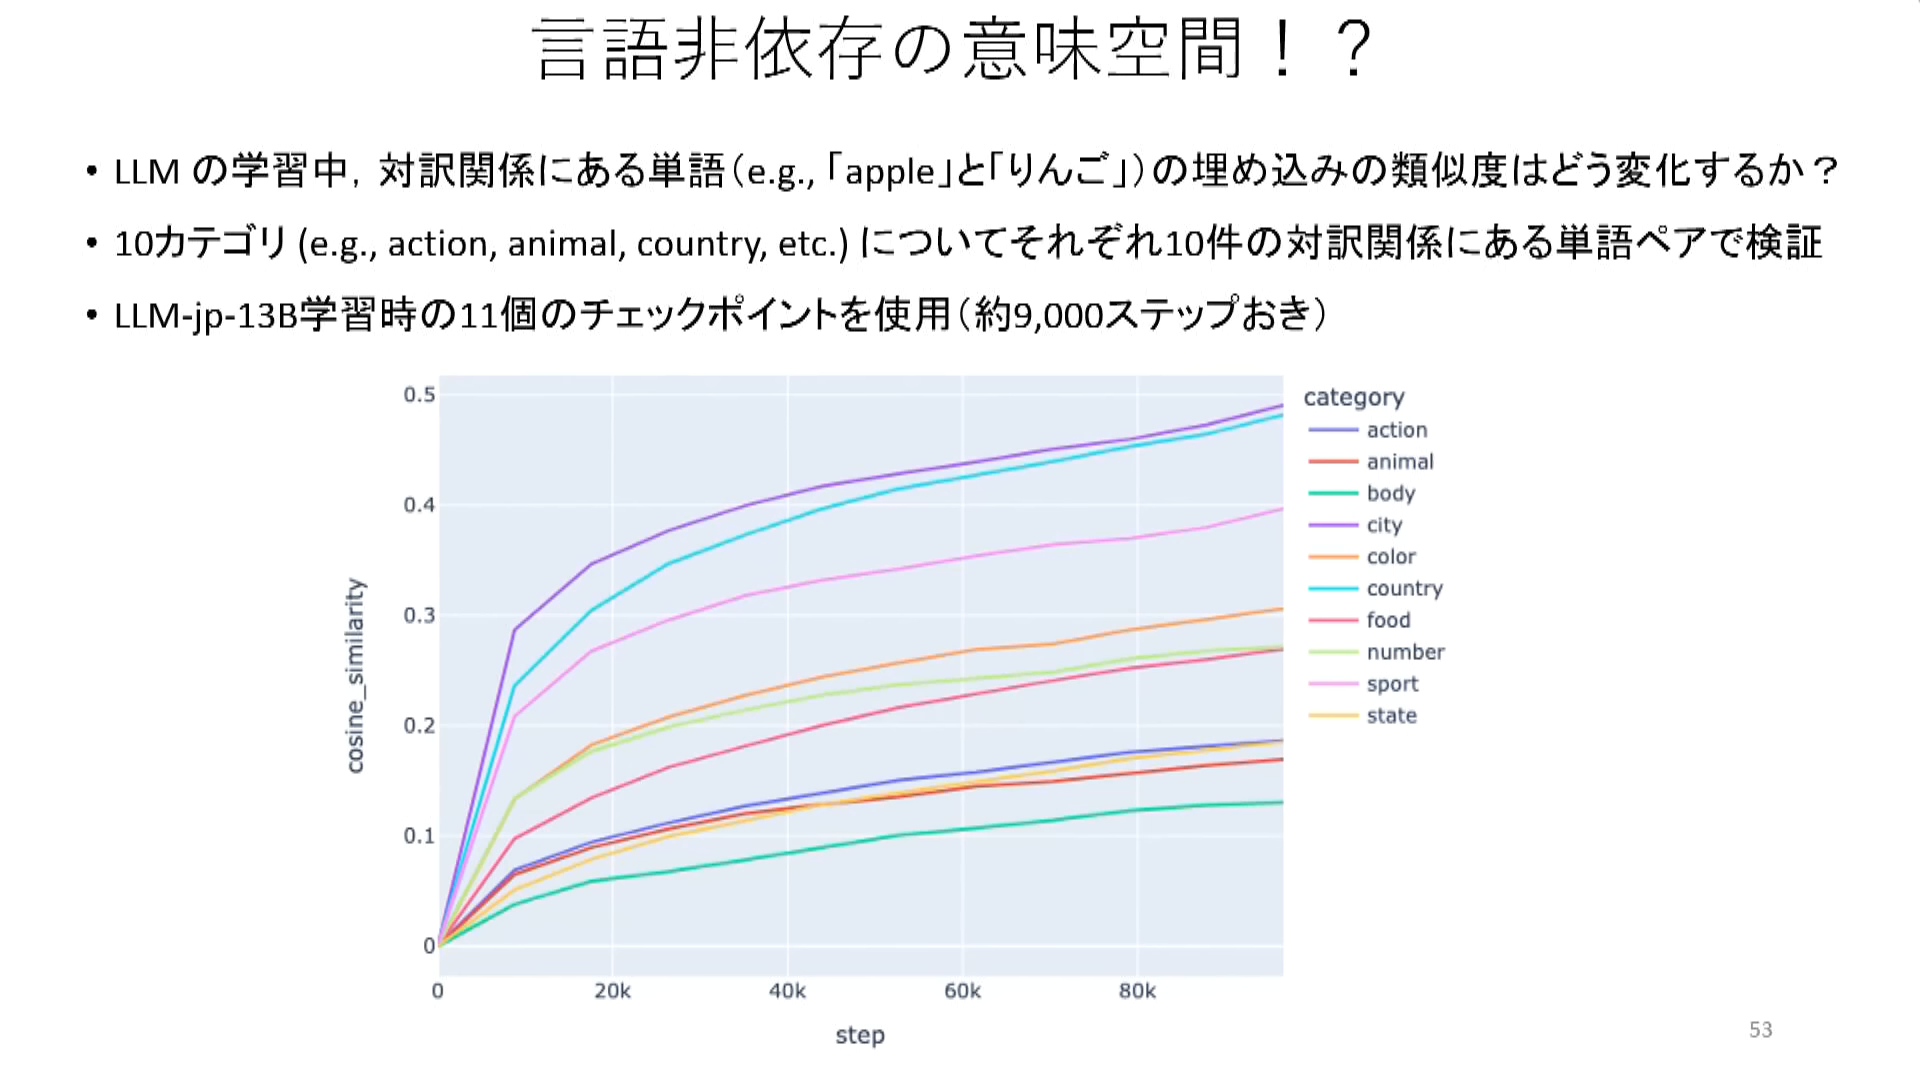 言語非依存の意味空間！？
• LLM の学習中，対訳関係にある単語（e.g., 「apple」と「りんご」）の埋め込みの類似度はどう変化するか？
• 10カテゴリ (e.g., action, animal, country, etc.) についてそれぞれ10件の対訳関係にある単語ペアで検証
• LLM-jp-13B学習時の11個のチェックポイントを使用（約9,000ステップおき）
0.5
0.4
0.3
0.2
0.1
0
cosine_similarity
0 20k 40k 60k 80k
step
category
action
animal
body
city
color
country
food
number
sport
state
53